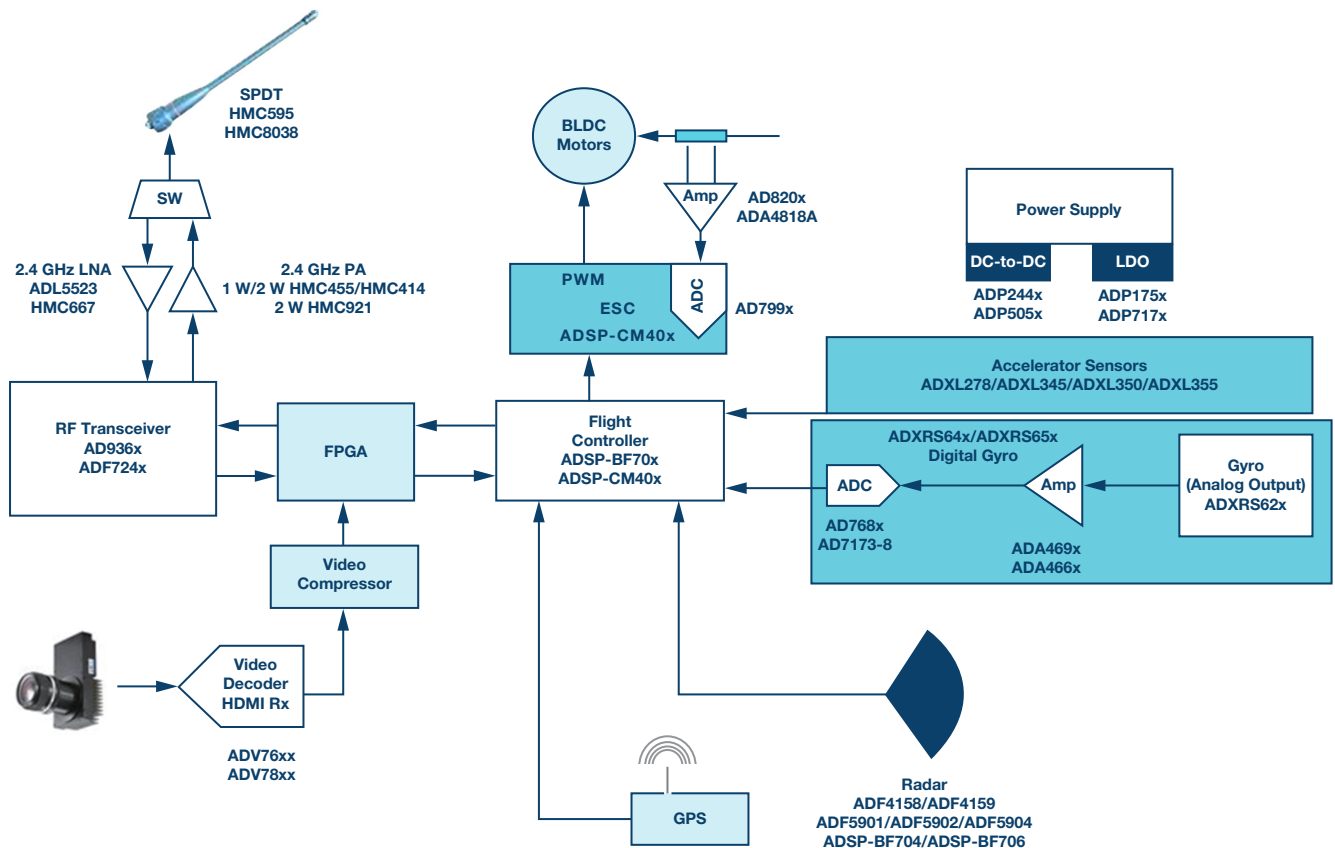 SPDT
HMC595
HMC8038
SW
2.4 GHz LNA
ADL5523
HMC667
2.4 GHz PA
1 W/2 W HMC455/HMC414
2 W HMC921
BLDC
Motors
Amp
AD820x
ADA4818A
PWM
ESC
ADSP-CM40x
ADC
AD799x
Power Supply
DC-to-DC
LDO
ADP244x
ADP505x
ADP175x
ADP717x
Accelerator Sensors
ADXL278/ADXL345/ADXL350/ADXL355
RF Transceiver
AD936x
ADF724x
FPGA
Flight
Controller
ADSP-BF70x
ADSP-CM40x
ADXRS64x/ADXRS65x
Digital Gyro
ADC
AD768x
AD7173-8
Amp
ADA469x
ADA466x
Gyro
(Analog Output)
ADXRS62x
Video
Compressor
Video
Decoder
HDMI Rx
ADV76xx
ADV78xx
GPS
Radar
ADF4158/ADF4159
ADF5901/ADF5902/ADF5904
ADSP-BF704/ADSP-BF706